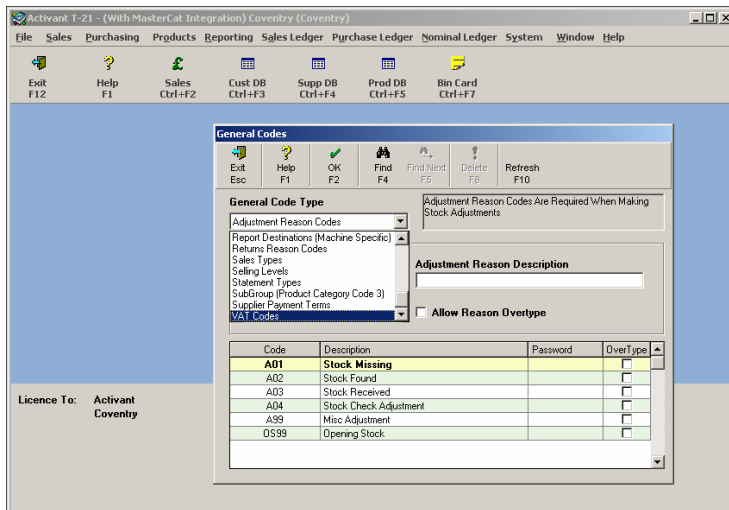 Activant T-21 - (With MasterCat Integration) Coventry (Coventry)
File Sales Purchasing Products Reporting Sales Ledger Purchase Ledger Nominal Ledger System Window Help
Exit Help Sales Cust DB Supp DB Prod DB Bin Card
F12 F1 Ctrl+F2 Ctrl+F3 Ctrl+F4 Ctrl+F5 Ctrl+F7
General Codes
Exit Help OK Find Find Next Delete Refresh
Esc F1 F2 F4 F5 F8 F10
General Code Type
Adjustment Reason Codes Are Required When Making
Stock Adjustments
Adjustment Reason Codes
Report Destinations (Machine Specific)
Returns Reason Codes
Sales Types
Selling Levels
Statement Types
SubGroup (Product Category Code 3)
Supplier Payment Terms
VAT Codes
Adjustment Reason Description
Allow Reason Overtype
Code Description Password OverType
A01 Stock Missing
A02 Stock Found
A03 Stock Received
A04 Stock Check Adjustment
A99 Misc Adjustment
OS99 Opening Stock
Licence To: Activant
Coventry